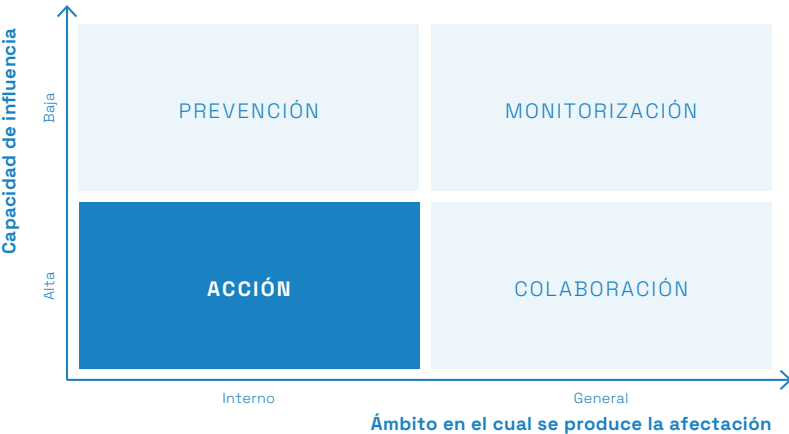 Capacidad de influencia
Baja
PREVENCIÓN
MONITORIZACIÓN
Alta
ACCIÓN
COLABORACIÓN
Interno
General
Ámbito en el cual se produce la afectación